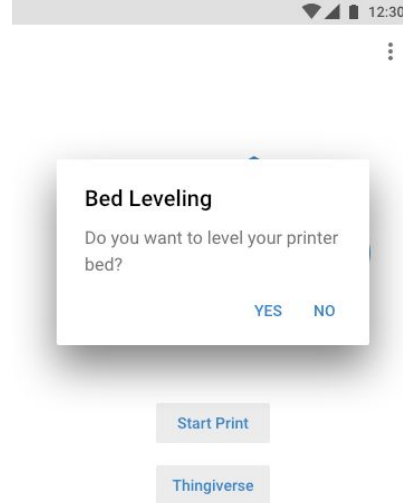 12:30
Bed Leveling
Do you want to level your printer
bed?
YES NO
Start Print
Thingiverse